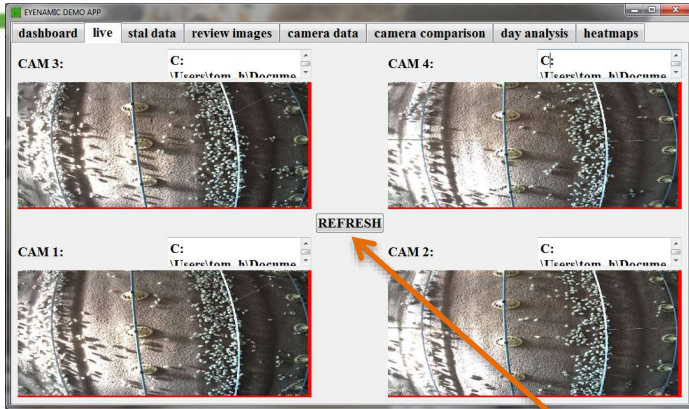 EYENAMIC DEMO APP
dashboard live stal data review images camera data camera comparison day analysis heatmaps
CAM 3:
C:
\Users\tom_h\Docume
CAM 4:
C:
\Users\tom_h\Docume
REFRESH
CAM 1:
C:
\Users\tom_h\Docume
CAM 2:
C:
\Users\tom_h\Docume